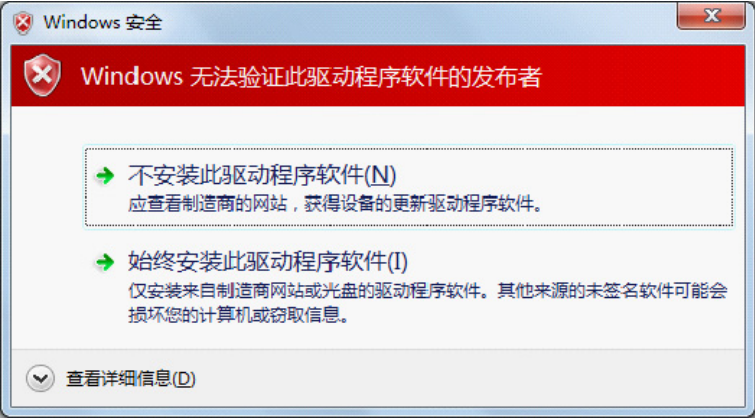 Windows 安全
Windows 无法验证此驱动程序软件的发布者
不安装此驱动程序软件(N)
应查看制造商的网站，获得设备的更新驱动程序软件。
始终安装此驱动程序软件(I)
仅安装来自制造商网站或光盘的驱动程序软件。其他来源的未签名软件可能会
损坏您的计算机或窃取信息。
查看详细信息(D)